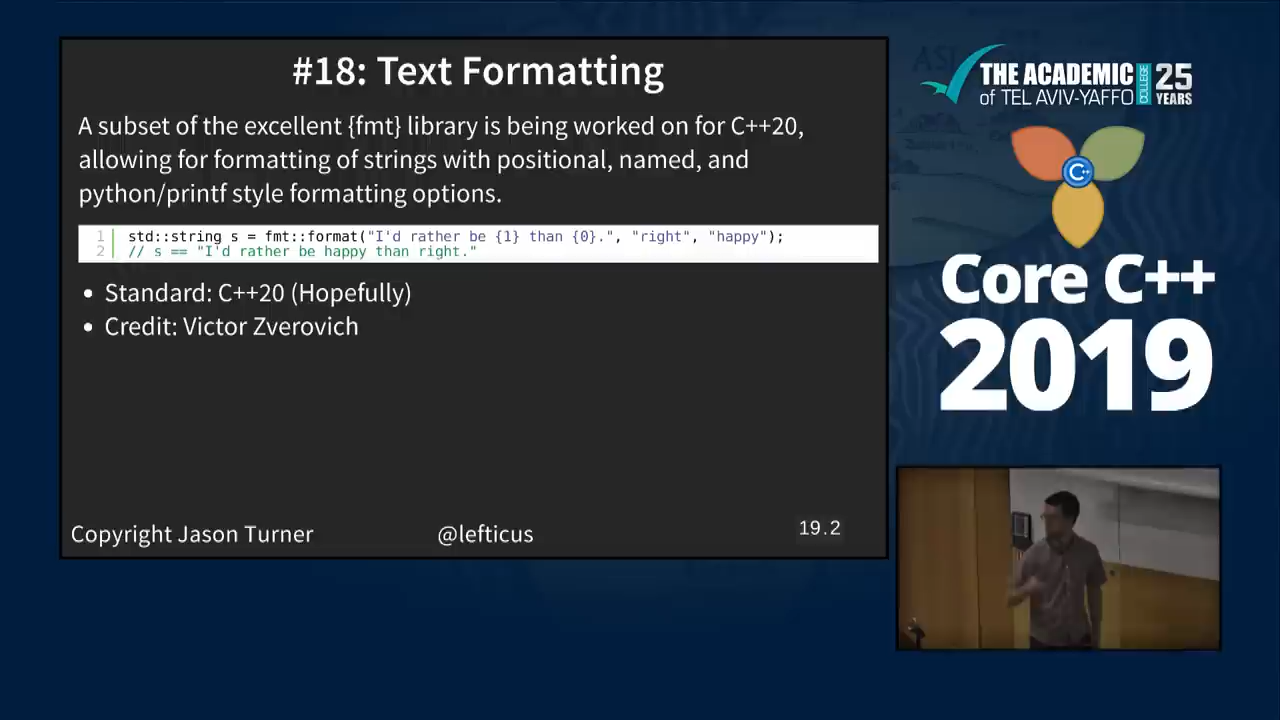 #18: Text Formatting
A subset of the excellent {fmt} library is being worked on for C++20,
allowing for formatting of strings with positional, named, and
python/printf style formatting options.
1 std::string s = fmt::format("I'd rather be {1} than {0}.", "right", "happy");
2 // s == "I'd rather be happy than right."
• Standard: C++20 (Hopefully)
• Credit: Victor Zverovich
Copyright Jason Turner
@lefticus
19.2
THE ACADEMIC
of TEL AVIV-YAFFO
COLLEGE
25
YEARS
C++
Core C++
2019